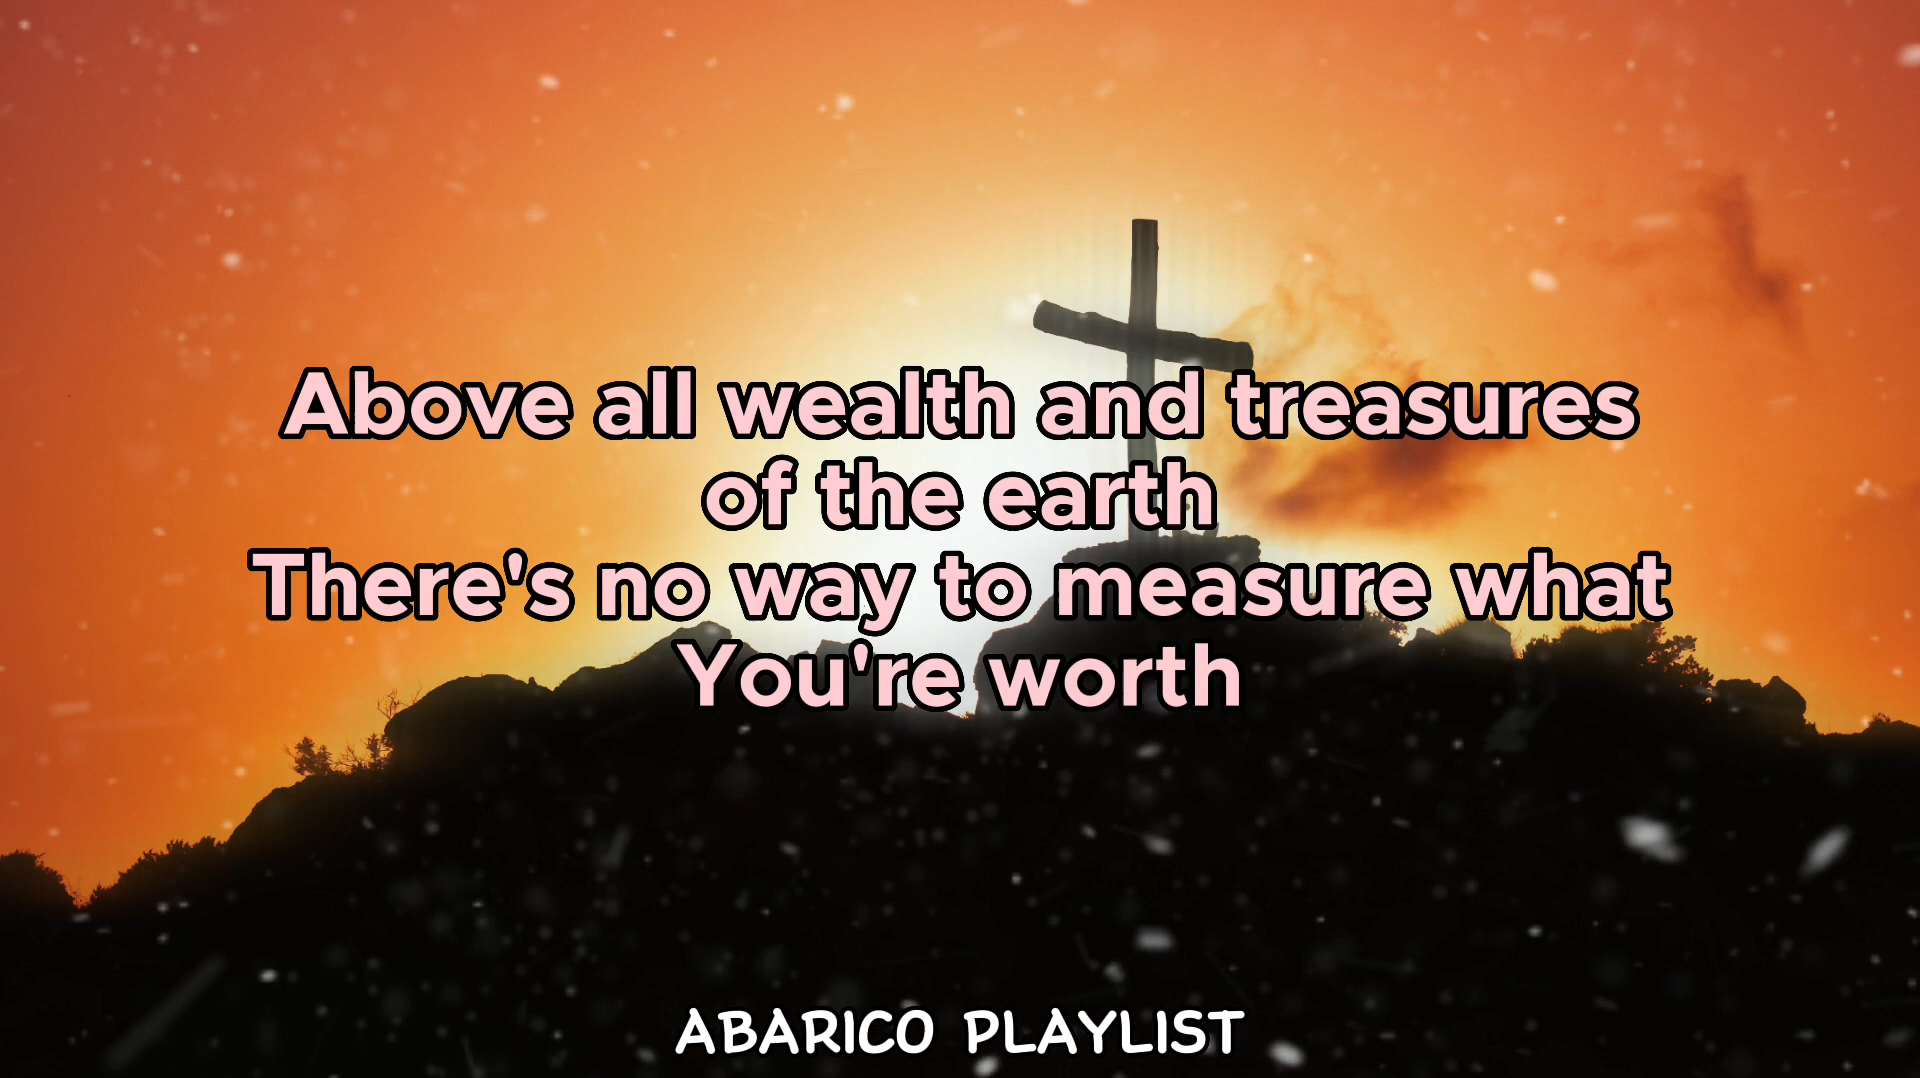 Above all wealth and treasures
of the earth
There's no way to measure what
You're worth
ABARICO PLAYLIST